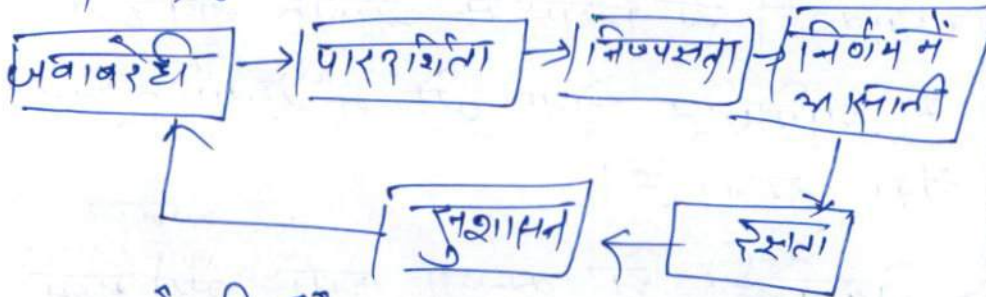 जवाबदेही → पारदर्शिता → निष्पक्षता → निर्णय में
आसानी
सुशासन ← दक्षता